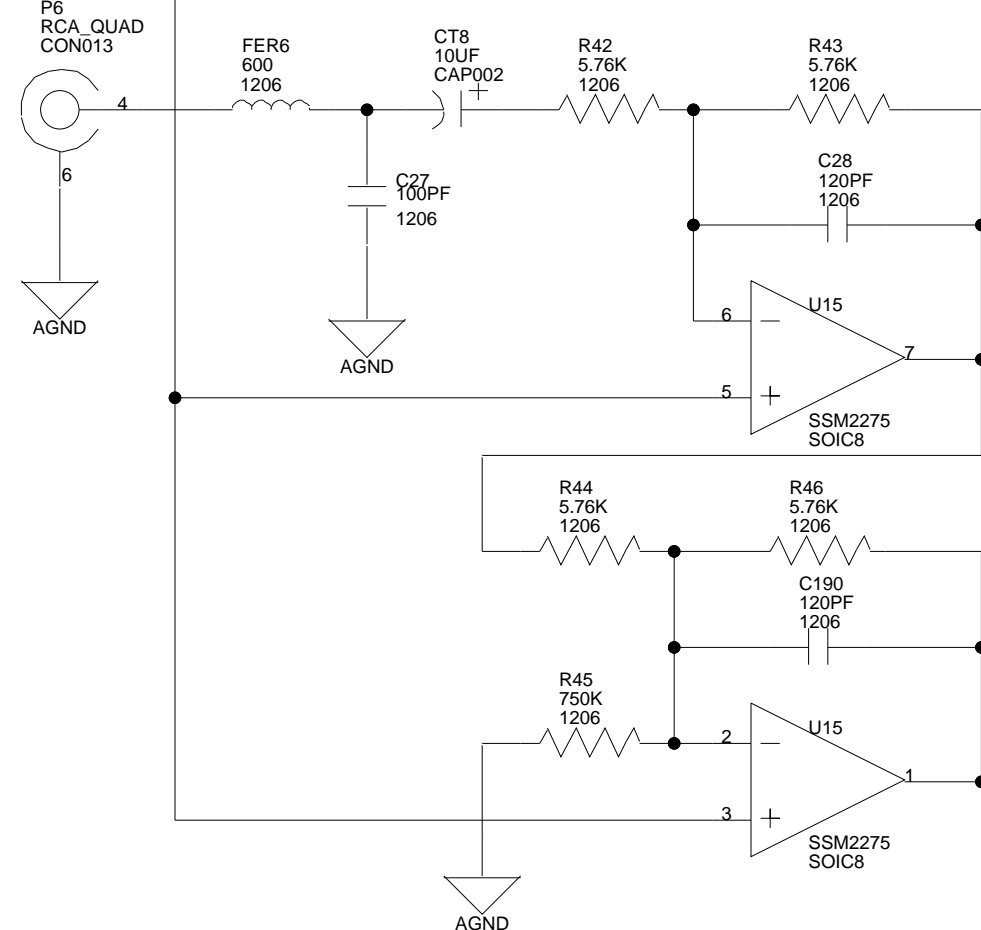 P6
RCA_QUAD
CON013
4
6
AGND
FER6
600
1206
C27
100PF
1206
AGND
CT8
10UF
CAP002
R42
5.76K
1206
R43
5.76K
1206
C28
120PF
1206
6
5
7
U15
SSM2275
SOIC8
R44
5.76K
1206
R46
5.76K
1206
C190
120PF
1206
R45
750K
1206
2
3
1
U15
SSM2275
SOIC8
AGND